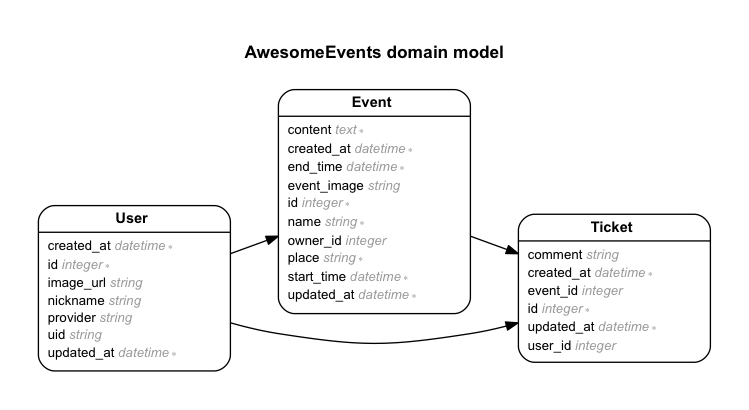 AwesomeEvents domain model
Event
content text *
created_at datetime *
end_time datetime *
event_image string
id integer *
name string *
owner_id integer
place string *
start_time datetime *
updated_at datetime *
User
created_at datetime *
id integer *
image_url string
nickname string
provider string
uid string
updated_at datetime *
Ticket
comment string
created_at datetime *
event_id integer
id integer *
updated_at datetime *
user_id integer